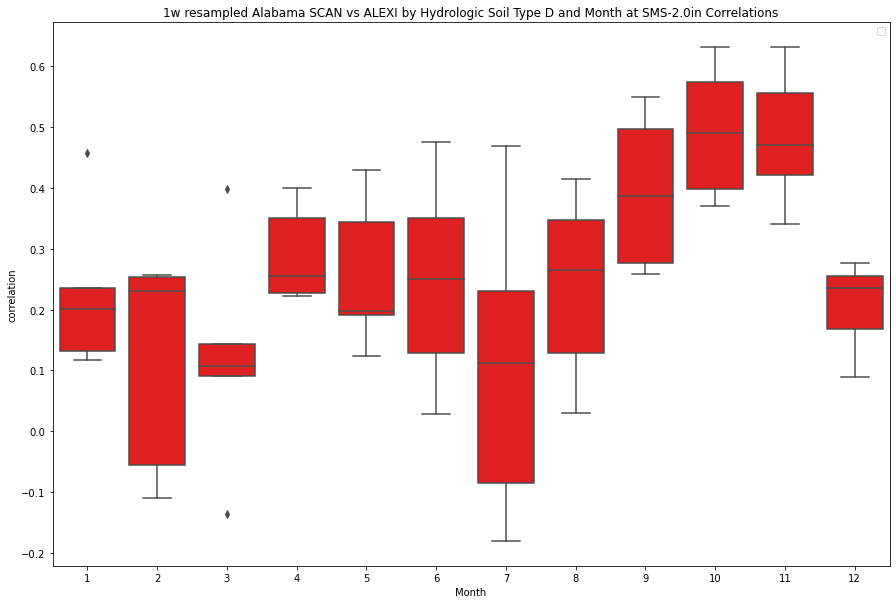 1w resampled Alabama SCAN vs ALEXI by Hydrologic Soil Type D and Month at SMS-2.0in Correlations
correlation
0.6
0.5
0.4
0.3
0.2
0.1
0.0
−0.1
−0.2
1 2 3 4 5 6 7 8 9 10 11 12
Month